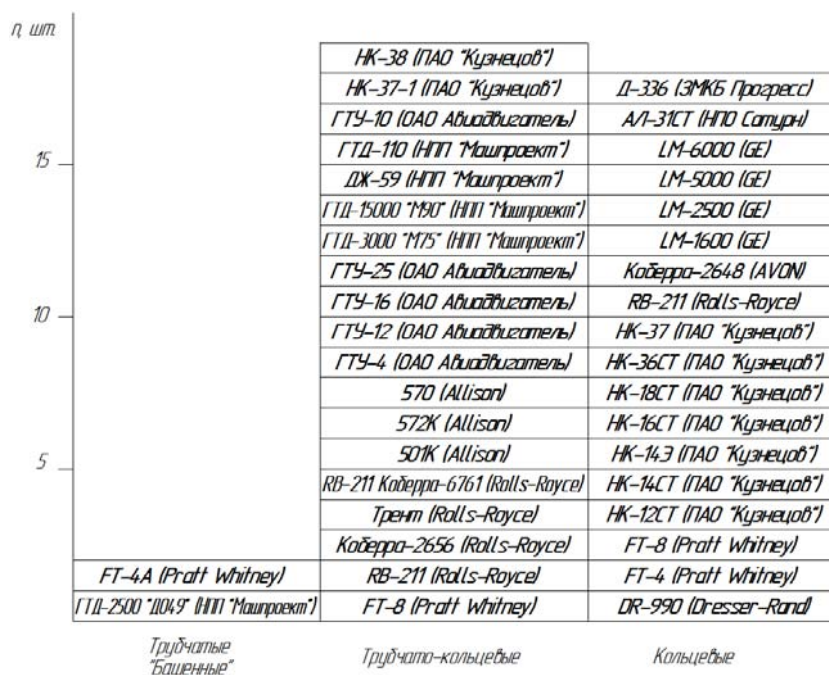 n, шт.
НК-38 (ПАО "Кузнецов")
НК-37-1 (ПАО "Кузнецов") Д-336 (ЗМКБ Прогресс)
ГТУ-10 (ОАО Авиадвигатель) АЛ-31СТ (НПО Сатурн)
15 ГТД-110 (НПП "Машпроект") LM-6000 (GE)
ДЖ-59 (НПП "Машпроект") LM-5000 (GE)
ГТД-15000 "М90" (НПП "Машпроект") LM-2500 (GE)
ГТД-3000 "М75" (НПП "Машпроект") LM-1600 (GE)
ГТУ-25 (ОАО Авиадвигатель) Коберра-2648 (AVON)
10 ГТУ-16 (ОАО Авиадвигатель) RB-211 (Rolls-Royce)
ГТУ-12 (ОАО Авиадвигатель) НК-37 (ПАО "Кузнецов")
ГТУ-4 (ОАО Авиадвигатель) НК-36СТ (ПАО "Кузнецов")
570 (Allison) НК-18СТ (ПАО "Кузнецов")
572К (Allison) НК-16СТ (ПАО "Кузнецов")
5 501К (Allison) НК-14Э (ПАО "Кузнецов")
RB-211 Коберра-6761 (Rolls-Royce) НК-14СТ (ПАО "Кузнецов")
Трент (Rolls-Royce) НК-12СТ (ПАО "Кузнецов")
Коберра-2656 (Rolls-Royce) FT-8 (Pratt Whitney)
FT-4A (Pratt Whitney) RB-211 (Rolls-Royce) FT-4 (Pratt Whitney)
ГТД-2500 "Д049" (НПП "Машпроект") FT-8 (Pratt Whitney) DR-990 (Dresser-Rand)
Трубчатые
"Башенные"
Трубчато-кольцевые
Кольцевые